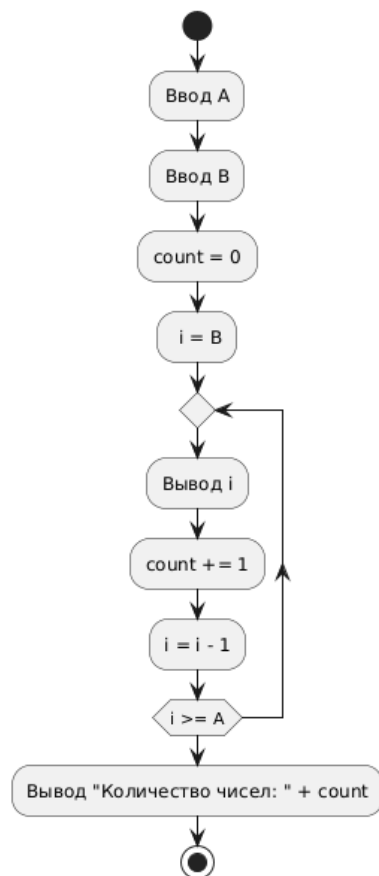 Ввод A
Ввод B
count = 0
i = B
Вывод i
count += 1
i = i - 1
i >= A
Вывод "Количество чисел: " + count